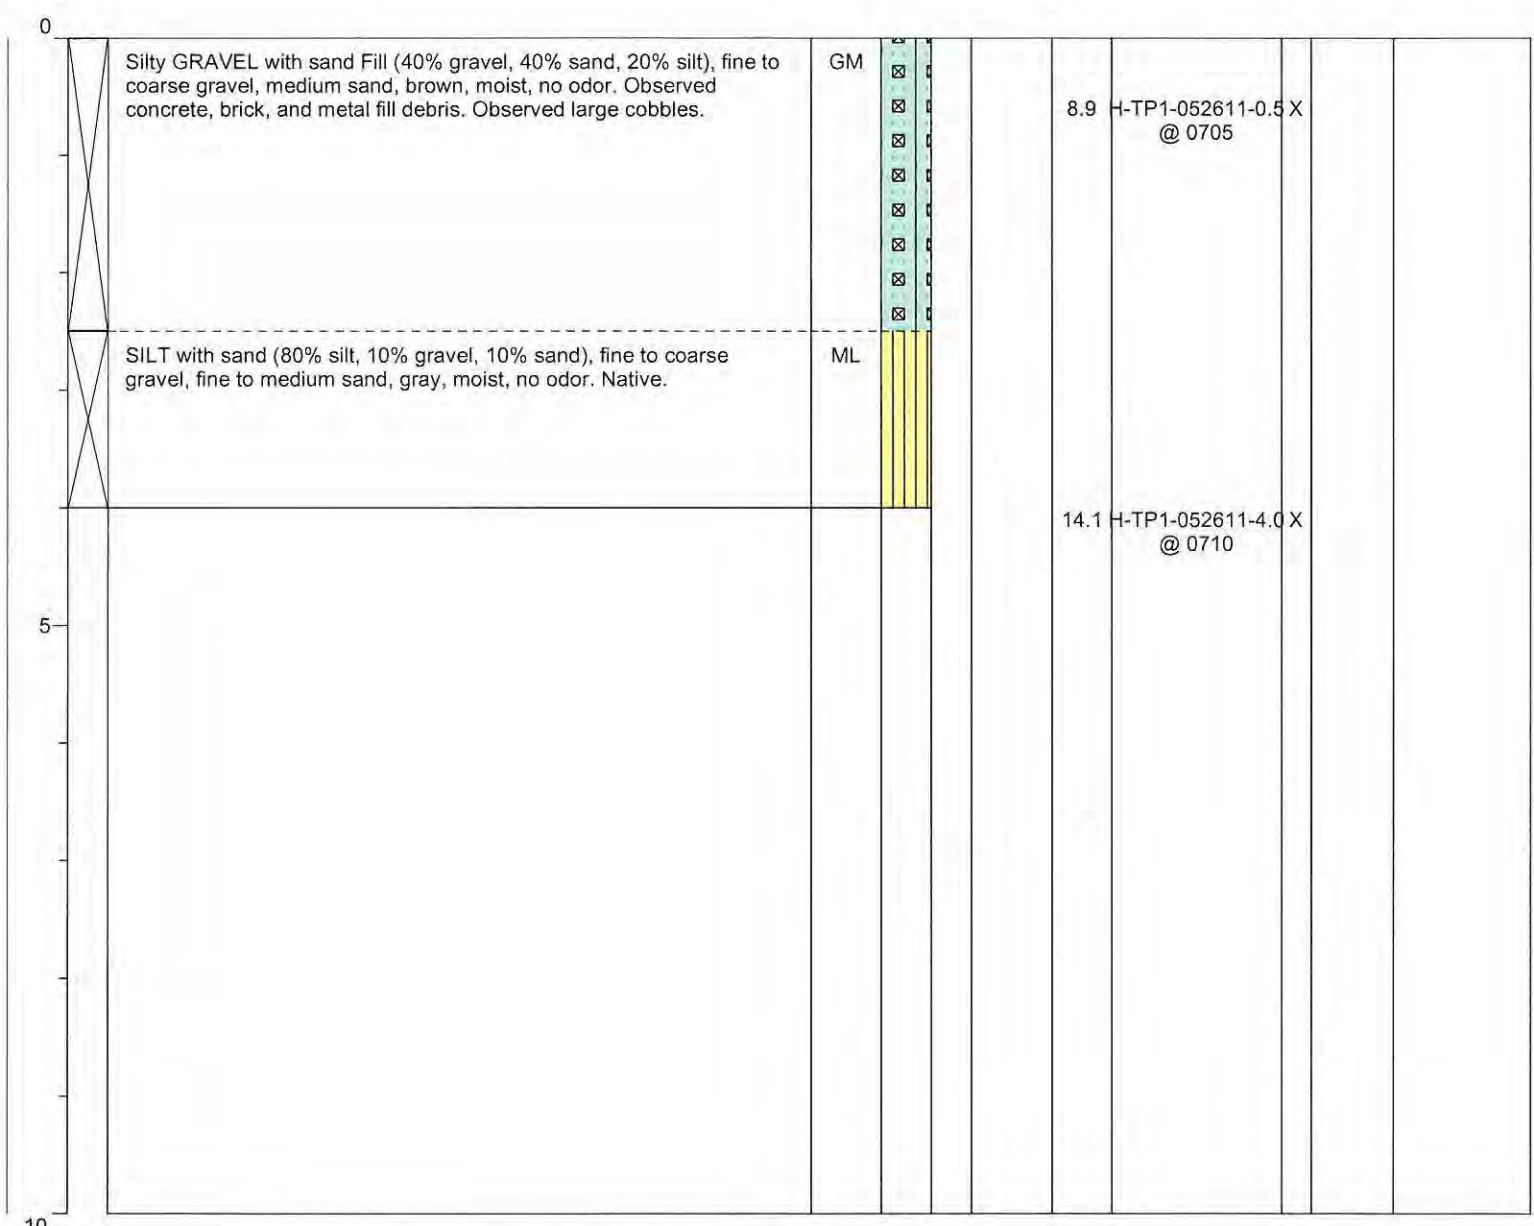 0
Silty GRAVEL with sand Fill (40% gravel, 40% sand, 20% silt), fine to
coarse gravel, medium sand, brown, moist, no odor. Observed
concrete, brick, and metal fill debris. Observed large cobbles.
GM
8.9 H-TP1-052611-0.5 X
@ 0705
SILT with sand (80% silt, 10% gravel, 10% sand), fine to coarse
gravel, fine to medium sand, gray, moist, no odor. Native.
ML
14.1 H-TP1-052611-4.0 X
@ 0710
5
10